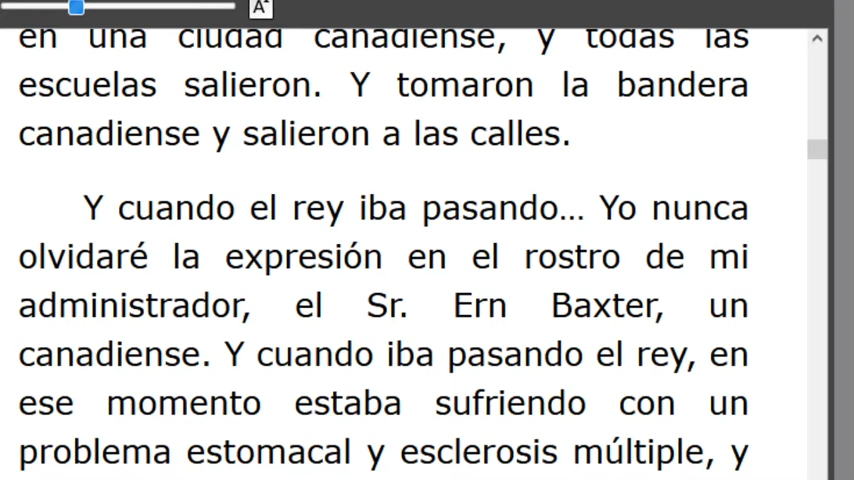 A
en una ciudad canadiense, y todas las
escuelas salieron. Y tomaron la bandera
canadiense y salieron a las calles.
Y cuando el rey iba pasando... Yo nunca
olvidaré la expresión en el rostro de mi
administrador, el Sr. Ern Baxter, un
canadiense. Y cuando iba pasando el rey, en
ese momento estaba sufriendo con un
problema estomacal y esclerosis múltiple, y